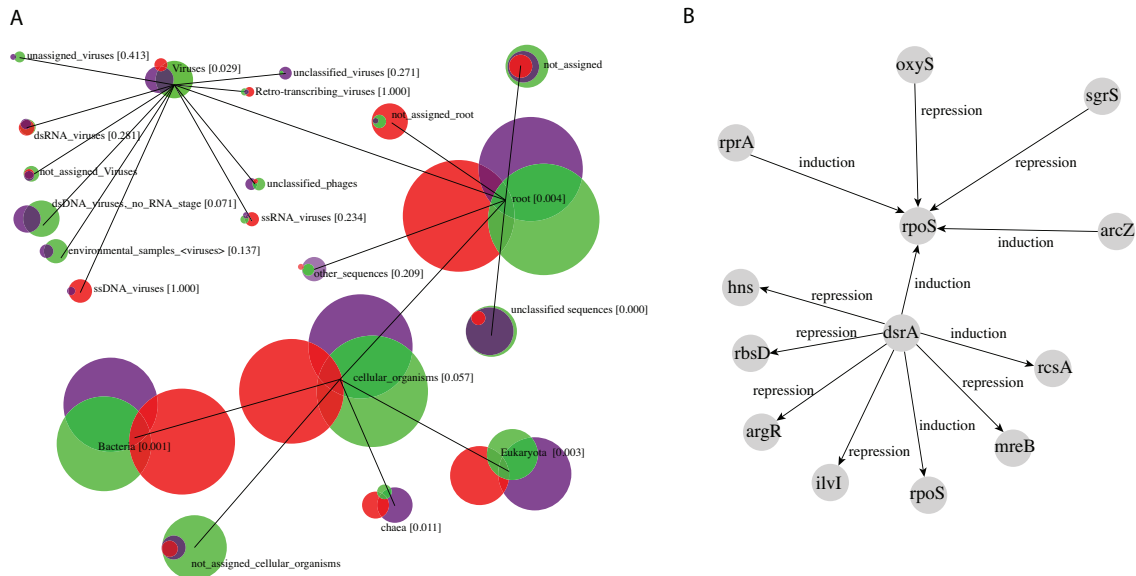 A
unassigned_viruses [0.413]
Viruses [0.029]
unclassified_viruses [0.271]
Retro-transcribing_viruses [1.000]
not_assigned
not_assigned_root
dsRNA_viruses [0.281]
not_assigned_Viruses
unclassified_phages
dsDNA_viruses,_no_RNA_stage [0.071]
ssRNA_viruses [0.234]
root [0.004]
environmental_samples_<viruses> [0.137]
other_sequences [0.209]
ssDNA_viruses [1.000]
unclassified sequences [0.000]
cellular_organisms [0.057]
Bacteria [0.001]
Eukaryota [0.003]
chaea [0.011]
not_assigned_cellular_organisms
B
oxyS
sgrS
repression
rprA
induction
repression
rpoS
arcZ
induction
hns
repression
induction
dsrA
rbsD
repression
induction
rcsA
repression
repression
argR
induction
mreB
repression
ilvI
rpoS